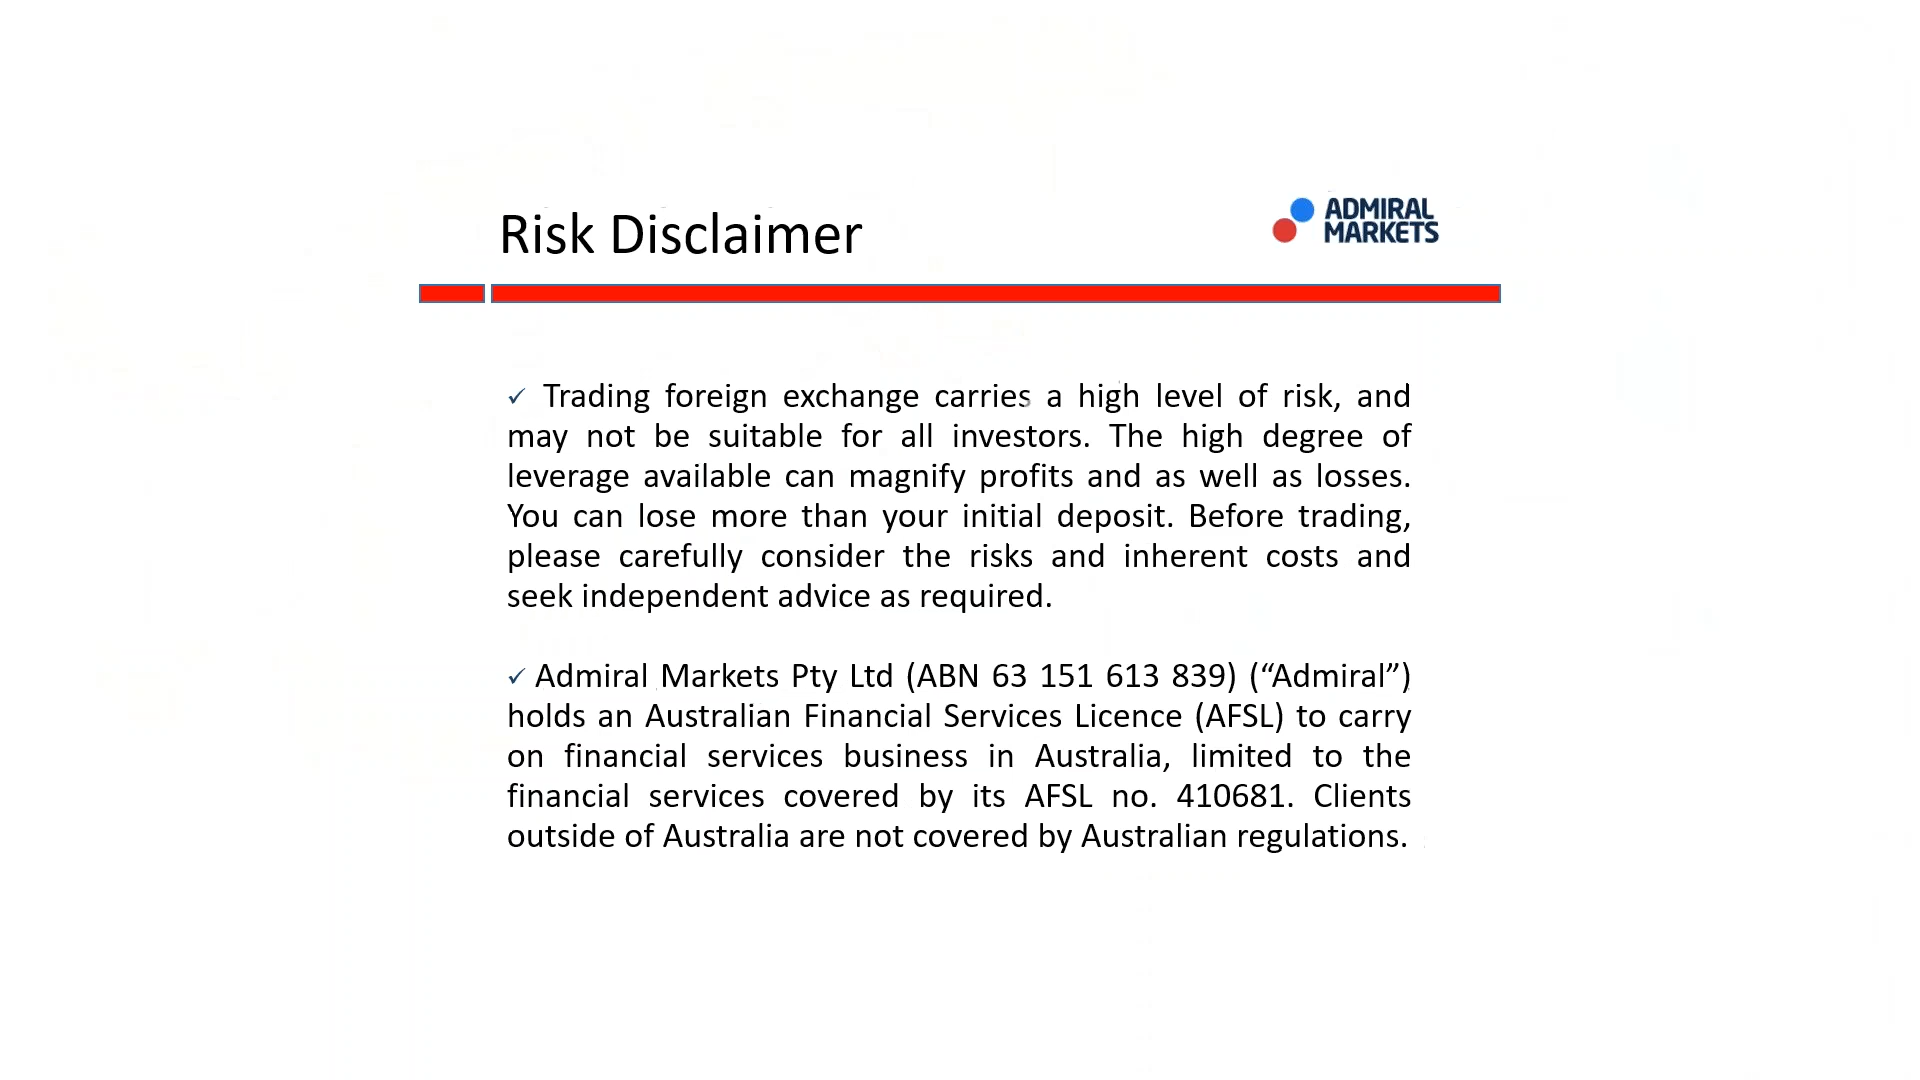 Risk Disclaimer
ADMIRAL
MARKETS
✓ Trading foreign exchange carries a high level of risk, and
may not be suitable for all investors. The high degree of
leverage available can magnify profits and as well as losses.
You can lose more than your initial deposit. Before trading,
please carefully consider the risks and inherent costs and
seek independent advice as required.
✓ Admiral Markets Pty Ltd (ABN 63 151 613 839) (“Admiral”)
holds an Australian Financial Services Licence (AFSL) to carry
on financial services business in Australia, limited to the
financial services covered by its AFSL no. 410681. Clients
outside of Australia are not covered by Australian regulations.